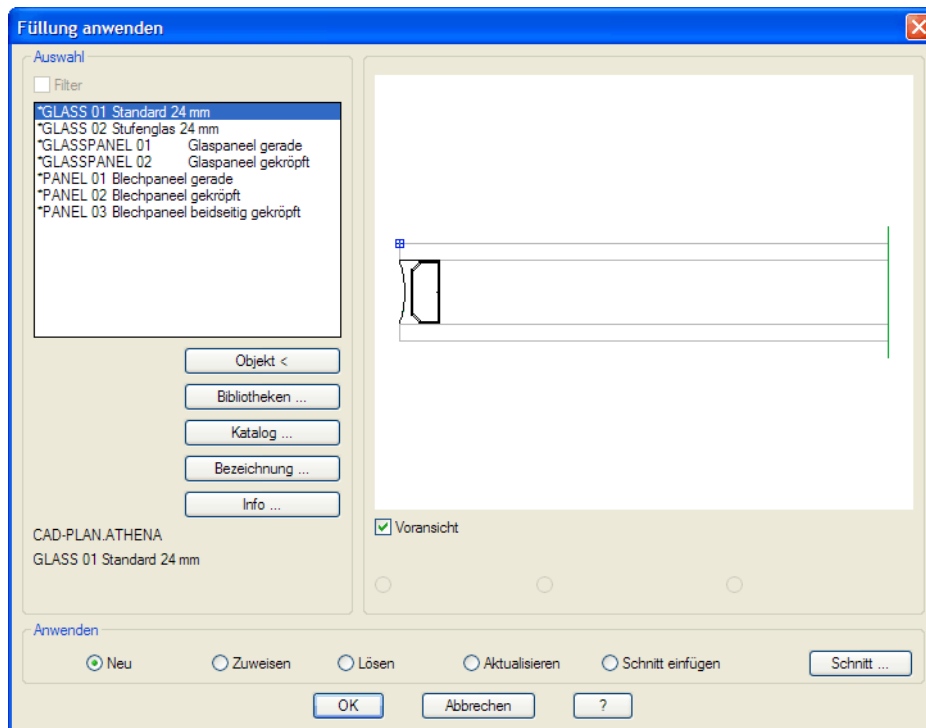 Füllung anwenden
Auswahl
Filter
*GLASS 01 Standard 24 mm
*GLASS 02 Stufenglas 24 mm
*GLASSPANEL 01 Glaspaneel gerade
*GLASSPANEL 02 Glaspaneel gekröpft
*PANEL 01 Blechpaneel gerade
*PANEL 02 Blechpaneel gekröpft
*PANEL 03 Blechpaneel beidseitig gekröpft
Objekt <
Bibliotheken ...
Katalog ...
Bezeichnung ...
Info ...
CAD-PLAN.ATHENA
GLASS 01 Standard 24 mm
Voransicht
Anwenden
Neu Zuweisen Lösen Aktualisieren Schnitt einfügen Schnitt ...
OK Abbrechen ?